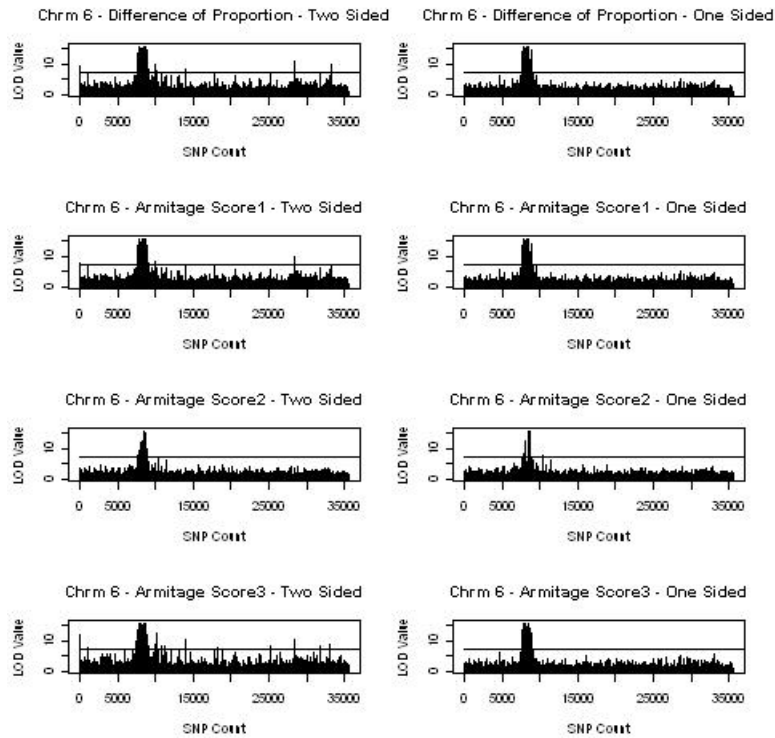 Chrm 6 - Difference of Proportion - Two Sided
LOD Value
0 10
0 5000 15000 25000 35000
SNP Count
Chrm 6 - Difference of Proportion - One Sided
LOD Value
0 10
0 5000 15000 25000 35000
SNP Count
Chrm 6 - Armitage Score1 - Two Sided
LOD Value
0 10
0 5000 15000 25000 35000
SNP Count
Chrm 6 - Armitage Score1 - One Sided
LOD Value
0 10
0 5000 15000 25000 35000
SNP Count
Chrm 6 - Armitage Score2 - Two Sided
LOD Value
0 10
0 5000 15000 25000 35000
SNP Count
Chrm 6 - Armitage Score2 - One Sided
LOD Value
0 10
0 5000 15000 25000 35000
SNP Count
Chrm 6 - Armitage Score3 - Two Sided
LOD Value
0 10
0 5000 15000 25000 35000
SNP Count
Chrm 6 - Armitage Score3 - One Sided
LOD Value
0 10
0 5000 15000 25000 35000
SNP Count